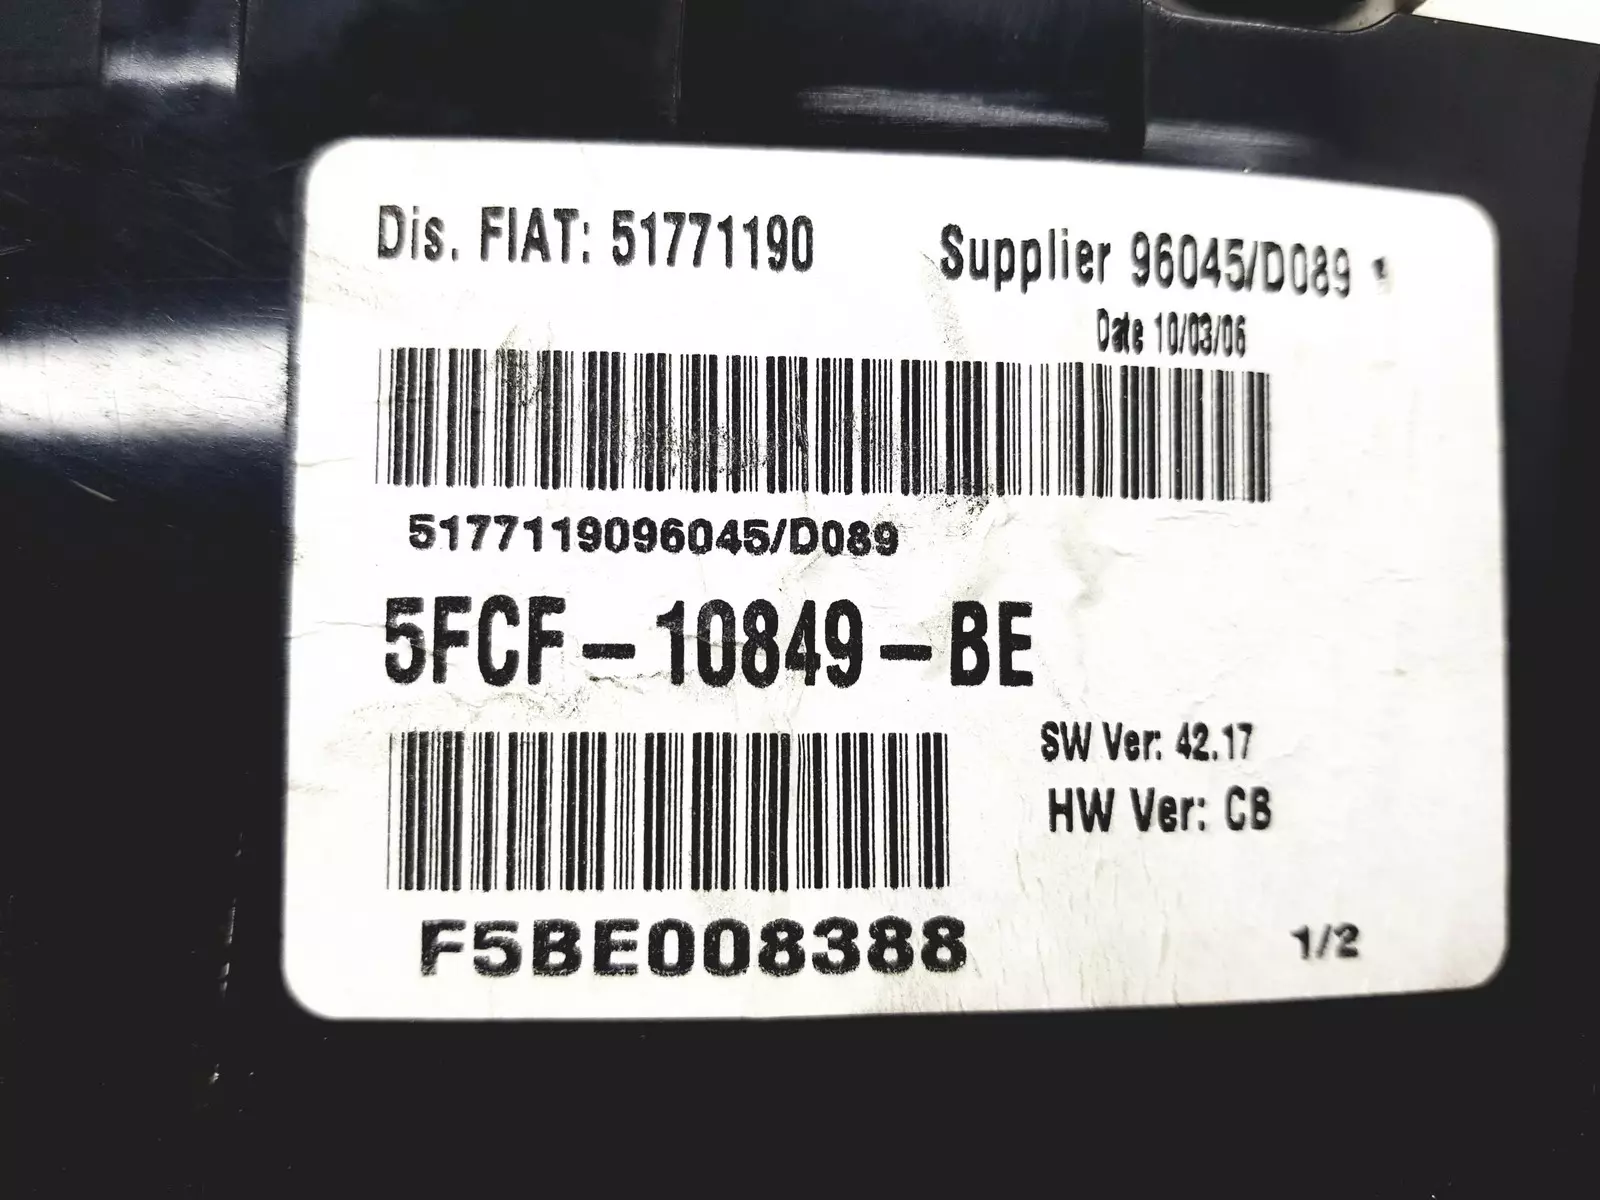 Dis. FIAT: 51771190
Supplier 96045/D089
Date 10/03/06
5177119096045/D089
5FCF-10849-BE
SW Ver: 42.17
HW Ver: CB
F5BE008388
1/2